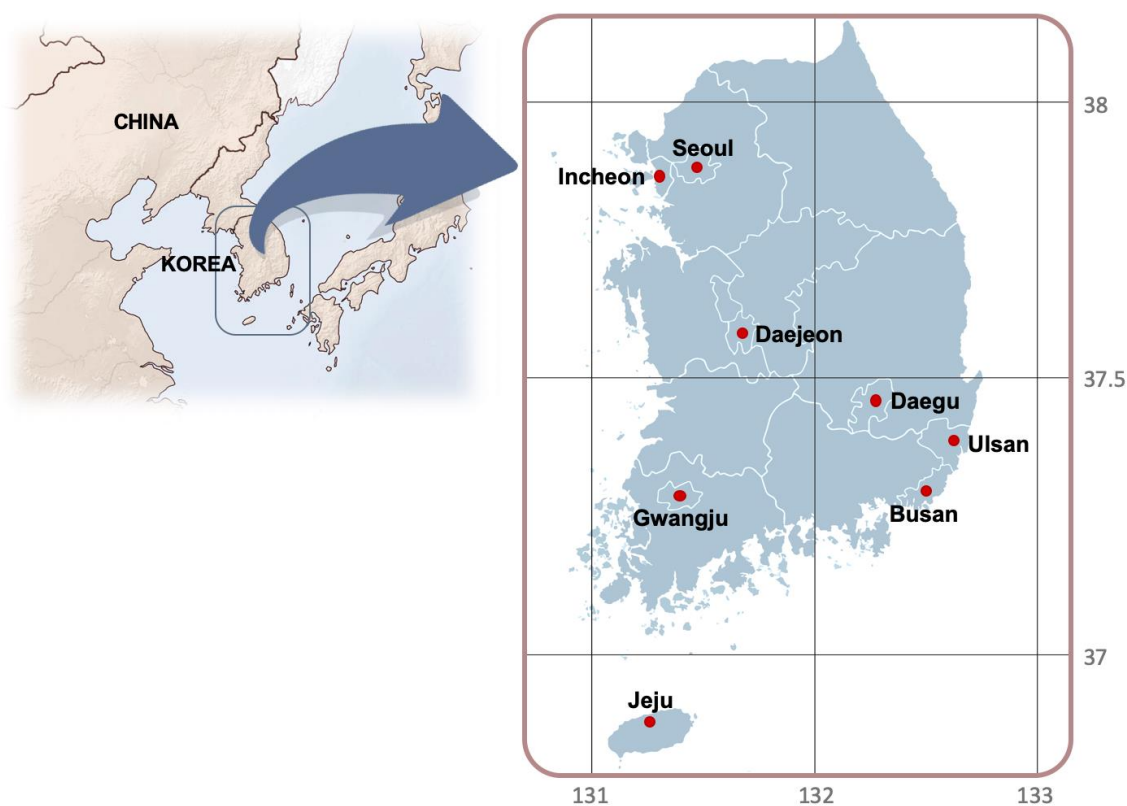 CHINA
KOREA
Seoul
Incheon
Daejeon
Daegu
Ulsan
Busan
Gwangju
Jeju
38
37.5
37
131
132
133